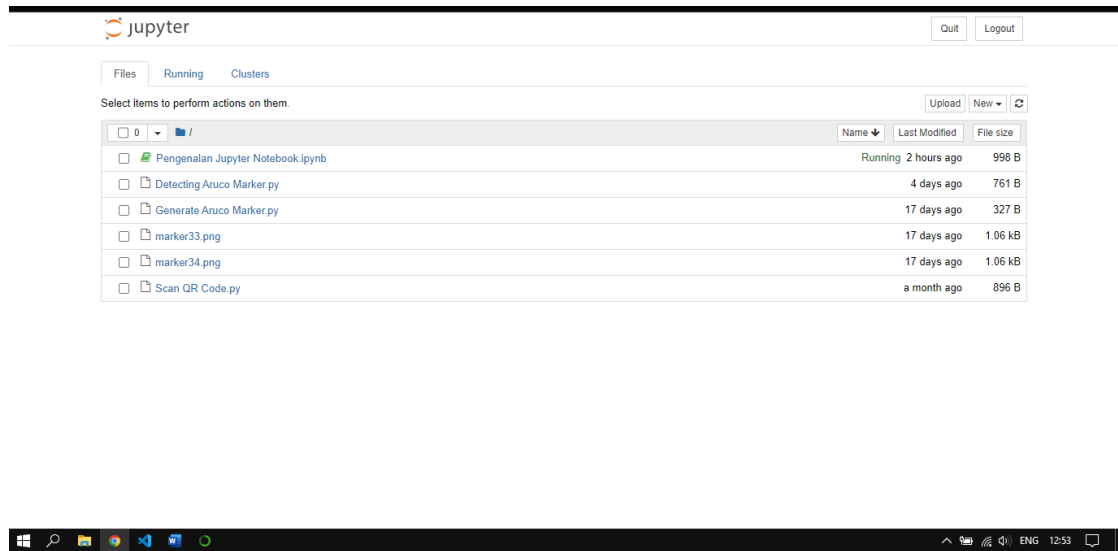 jupyter Quit Logout
Files Running Clusters
Select items to perform actions on them. Upload New
0 / Name Last Modified File size
Pengenalan Jupyter Notebook.ipynb Running 2 hours ago 998 B
Detecting Aruco Marker.py 4 days ago 761 B
Generate Aruco Marker.py 17 days ago 327 B
marker33.png 17 days ago 1.06 kB
marker34.png 17 days ago 1.06 kB
Scan QR Code.py a month ago 896 B
ENG 12:53